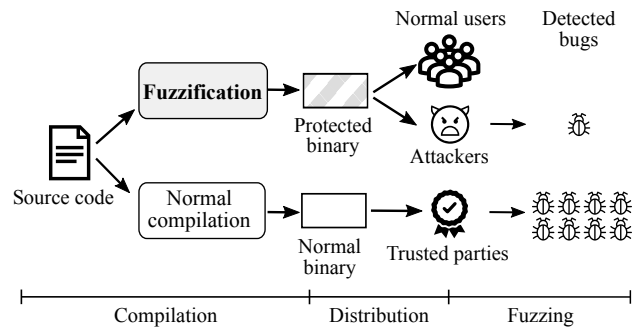 Normal users
Detected
bugs
Fuzzification
Protected
binary
Attackers
Source code
Normal
compilation
Normal
binary
Trusted parties
Compilation
Distribution
Fuzzing